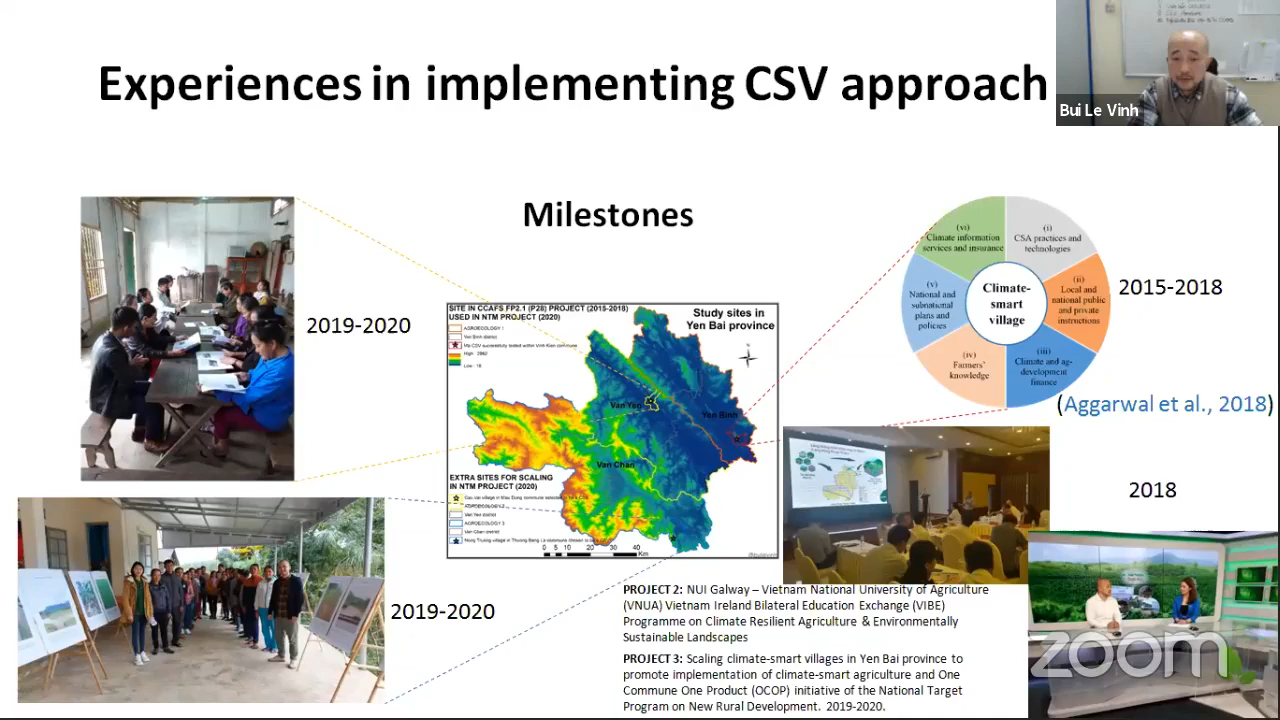 Experiences in implementing CSV approach
Bui Le Vinh
Milestones
2019-2020
SITE IN CCAFS FP2.1 (P28) PROJECT (2015-2018)
USED IN NTM PROJECT (2020)
AGROECOLOGY 1
Yen Binh district
High : 2862
Low : 18
Study sites in
Yen Bai province
N
Van Yen
Yen Binh
Van Chan
EXTRA SITES FOR SCALING
IN NTM PROJECT (2020)
AGROECOLOGY 2
Van Yen district
AGROECOLOGY 3
Van Chan district
0 5 10 20 30 40
Km
(vi)
Climate information
services and insurance
(i)
CSA practices and
technologies
(v)
National and
subnational
plans and
policies
Climate-
smart
village
(ii)
Local and
national public
and private
instructions
(iv)
Farmers'
knowledge
(iii)
Climate and ag-
development
finance
2015-2018
(Aggarwal et al., 2018)
2018
2019-2020
PROJECT 2: NUI Galway – Vietnam National University of Agriculture
(VNUA) Vietnam Ireland Bilateral Education Exchange (VIBE)
Programme on Climate Resilient Agriculture & Environmentally
Sustainable Landscapes
PROJECT 3: Scaling climate-smart villages in Yen Bai province to
promote implementation of climate-smart agriculture and One
Commune One Product (OCOP) initiative of the National Target
Program on New Rural Development. 2019-2020.
zoom